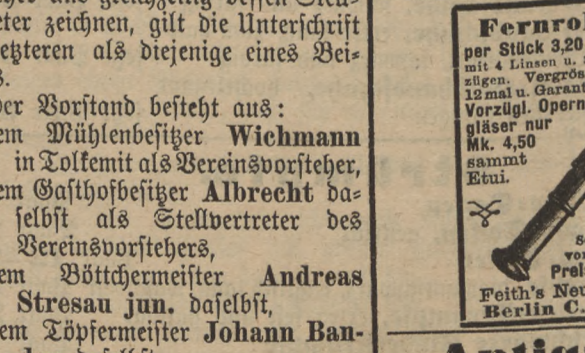 ter zeichnen, gilt die Unterschrift
letzteren als diejenige eines Bei⸗
s.
der Vorstand besteht aus:
em Mühlenbesitzer Wichmann
in Tolkemit als Vereinsvorsteher,
em Gasthofbesitzer Albrecht da⸗
selbst als Stellvertreter des
Vereinsvorstehers,
em Böttchermeister Andreas
Stresau jun. daselbst,
em Töpfermeister Johann Ban-
Fernro
per Stück 3,20
mit 4 Linsen u.
zügen. Vergrös
12 mal u. Garant
Vorzügl. Opern
gläser nur
Mk. 4,50
sammt
Etui.
Prei
Feith's Neu
Berlin C.